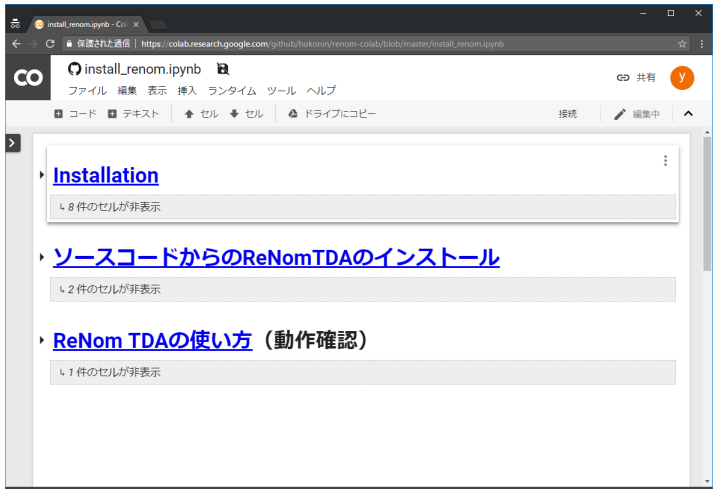 install_renom.ipynb - Col
保護された通信 | https://colab.research.google.com/github/hokonin/renom-colab/blob/master/install_renom.ipynb
CO
install_renom.ipynb
共有
y
ファイル 編集 表示 挿入 ランタイム ツール ヘルプ
コード テキスト セル セル ドライブにコピー 接続 編集中
Installation
8 件のセルが非表示
ソースコードからのReNomTDAのインストール
2 件のセルが非表示
ReNom TDAの使い方（動作確認）
1 件のセルが非表示